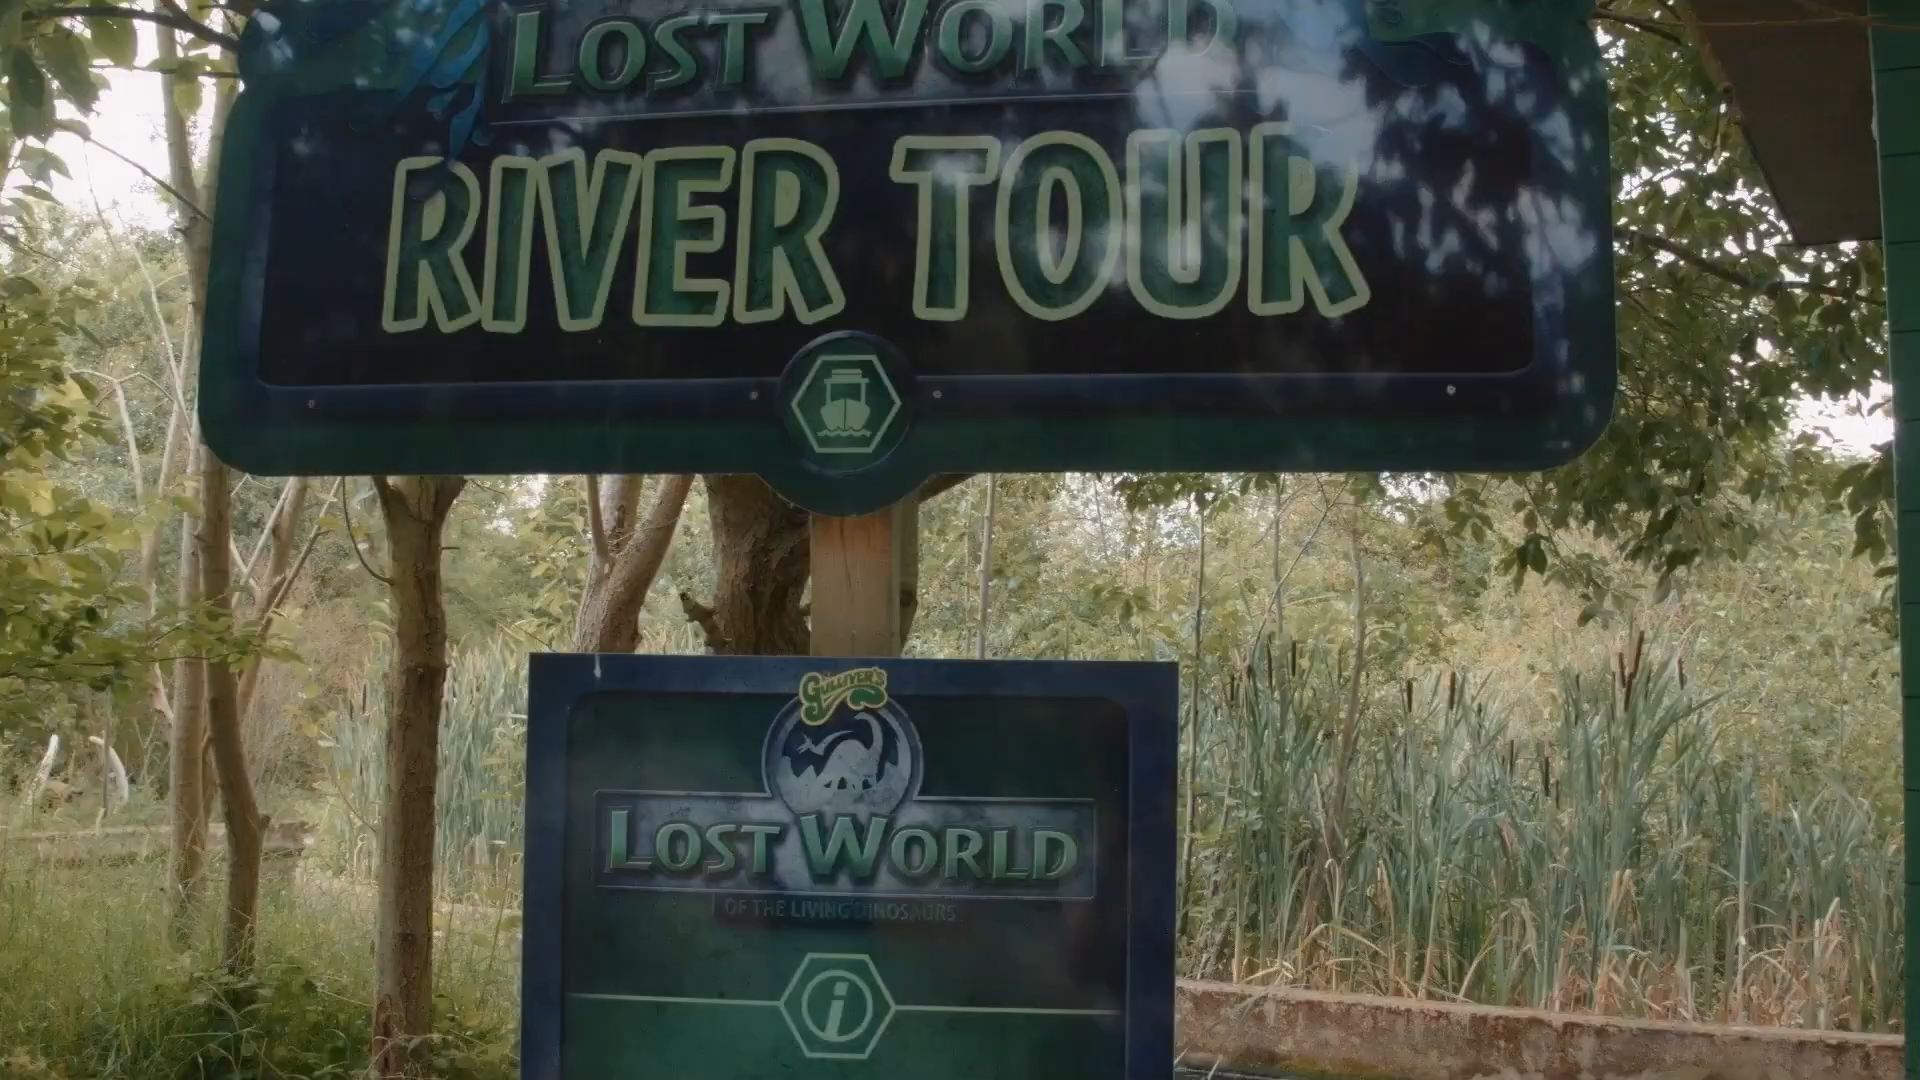 LOST WORLD
RIVER TOUR
GULLIVER'S
LOST WORLD
OF THE LIVING DINOSAURS
i